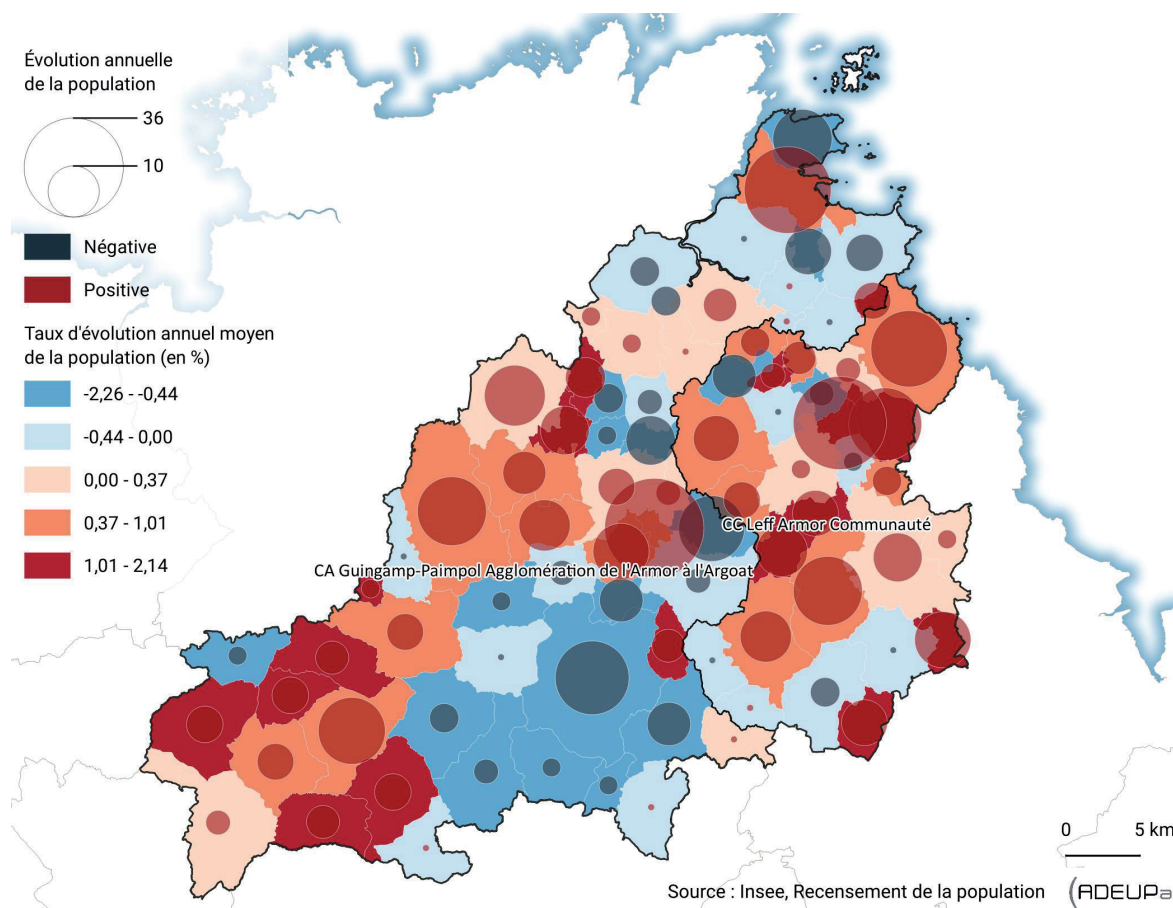 Évolution annuelle
de la population
36
10
Négative
Positive
Taux d'évolution annuel moyen
de la population (en %)
-2,26 - -0,44
-0,44 - 0,00
0,00 - 0,37
0,37 - 1,01
1,01 - 2,14
CC Leff Armor Communauté
CA Guingamp-Paimpol Agglomération de l'Armor à l'Argoat
0 5 km
Source : Insee, Recensement de la population
ADEUPa